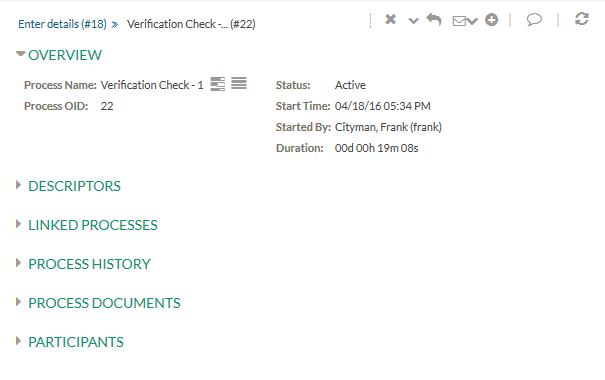 Enter details (#18) » Verification Check -... (#22)
OVERVIEW
Process Name: Verification Check - 1 Status: Active
Process OID: 22 Start Time: 04/18/16 05:34 PM
Started By: Cityman, Frank (frank)
Duration: 00d 00h 19m 08s
DESCRIPTORS
LINKED PROCESSES
PROCESS HISTORY
PROCESS DOCUMENTS
PARTICIPANTS